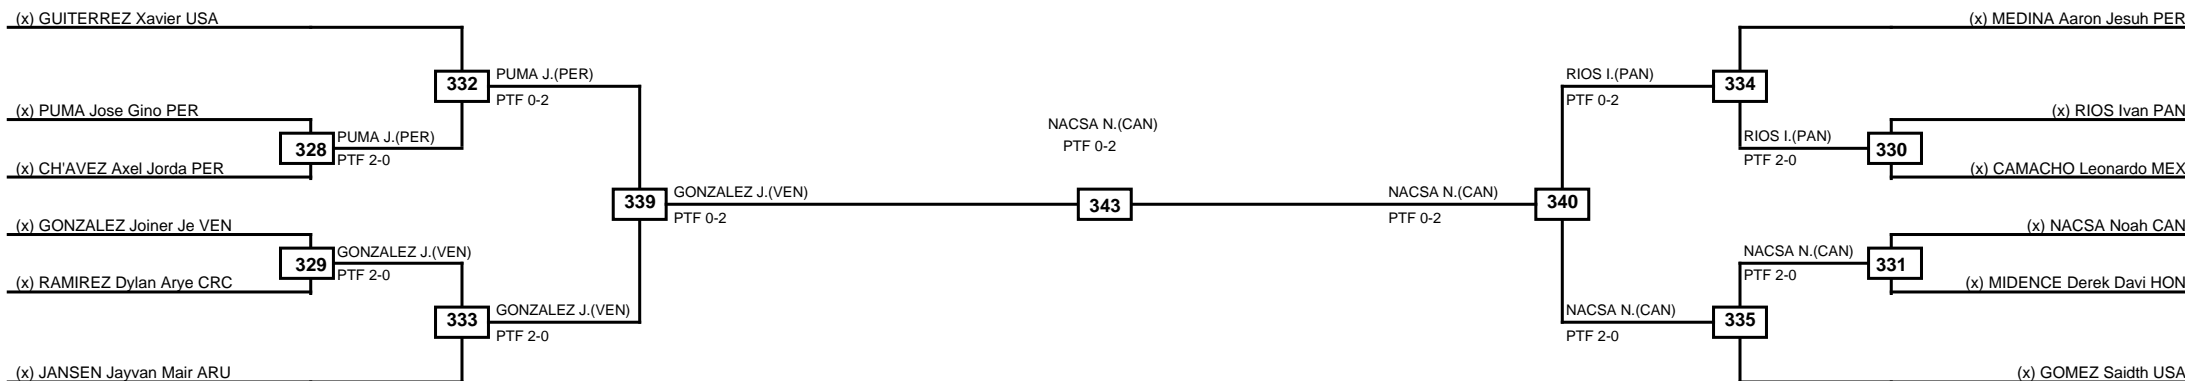 (x) GUITERREZ Xavier USA
(x) MEDINA Aaron Jesuh PER
332
PUMA J.(PER)
PTF 0-2
RIOS I.(PAN)
PTF 0-2
334
(x) PUMA Jose Gino PER
(x) RIOS Ivan PAN
NACSA N.(CAN)
PTF 0-2
328
PUMA J.(PER)
PTF 2-0
RIOS I.(PAN)
PTF 2-0
330
(x) CH'AVEZ Axel Jorda PER
(x) CAMACHO Leonardo MEX
339
GONZALEZ J.(VEN)
PTF 0-2
343
NACSA N.(CAN)
PTF 0-2
340
(x) GONZALEZ Joiner Je VEN
(x) NACSA Noah CAN
329
GONZALEZ J.(VEN)
PTF 2-0
NACSA N.(CAN)
PTF 2-0
331
(x) RAMIREZ Dylan Arye CRC
(x) MIDENCE Derek Davi HON
333
GONZALEZ J.(VEN)
PTF 2-0
NACSA N.(CAN)
PTF 2-0
335
(x) JANSEN Jayvan Mair ARU
(x) GOMEZ Saidth USA